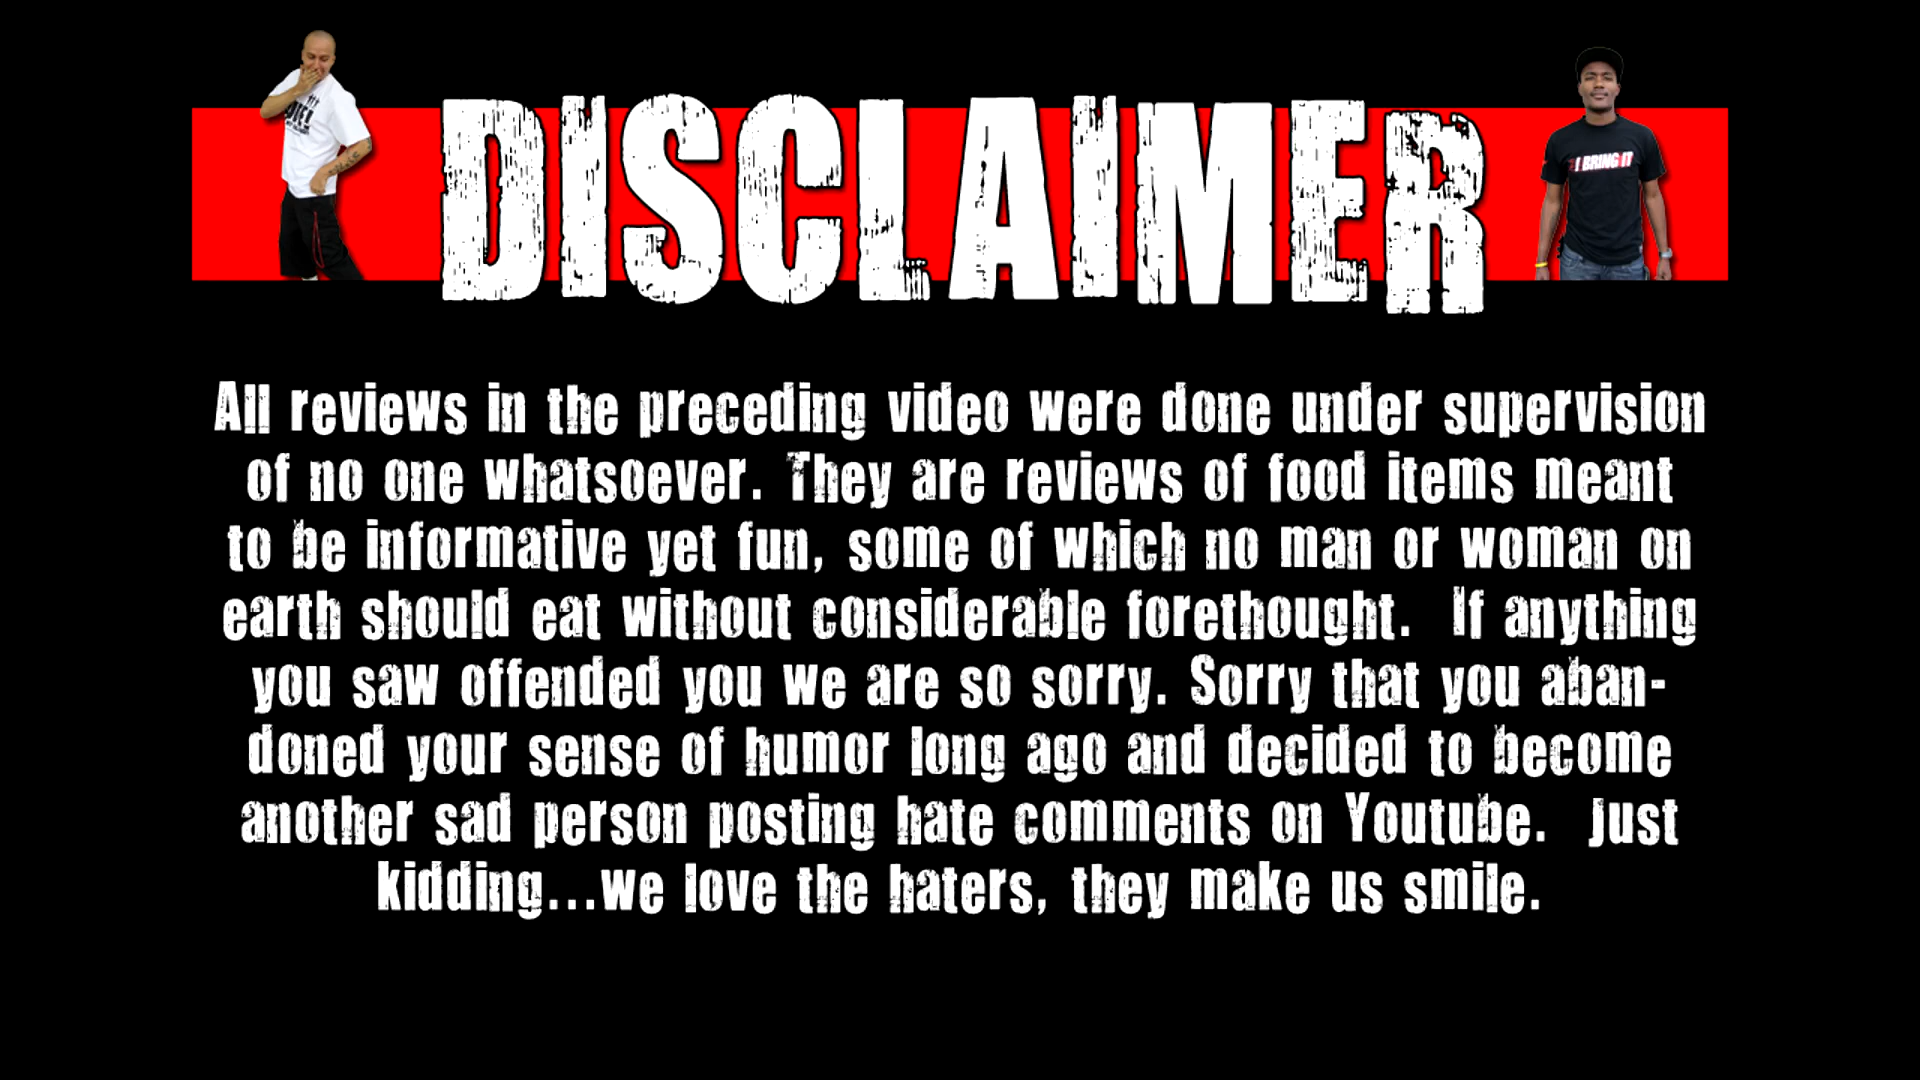 DISCLAIMER
DIET
I BRING IT
All reviews in the preceding video were done under supervision
of no one whatsoever. They are reviews of food items meant
to be informative yet fun, some of which no man or woman on
earth should eat without considerable forethought. If anything
you saw offended you we are so sorry. Sorry that you aban-
doned your sense of humor long ago and decided to become
another sad person posting hate comments on Youtube. Just
kidding...we love the haters, they make us smile.